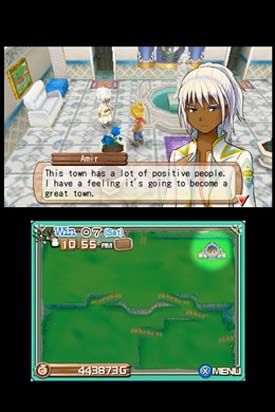 Amir
This town has a lot of positive people.
I have a feeling it's going to become a
great town.
Win 07 (Sat)
10:55 PM
443873G
X MENU